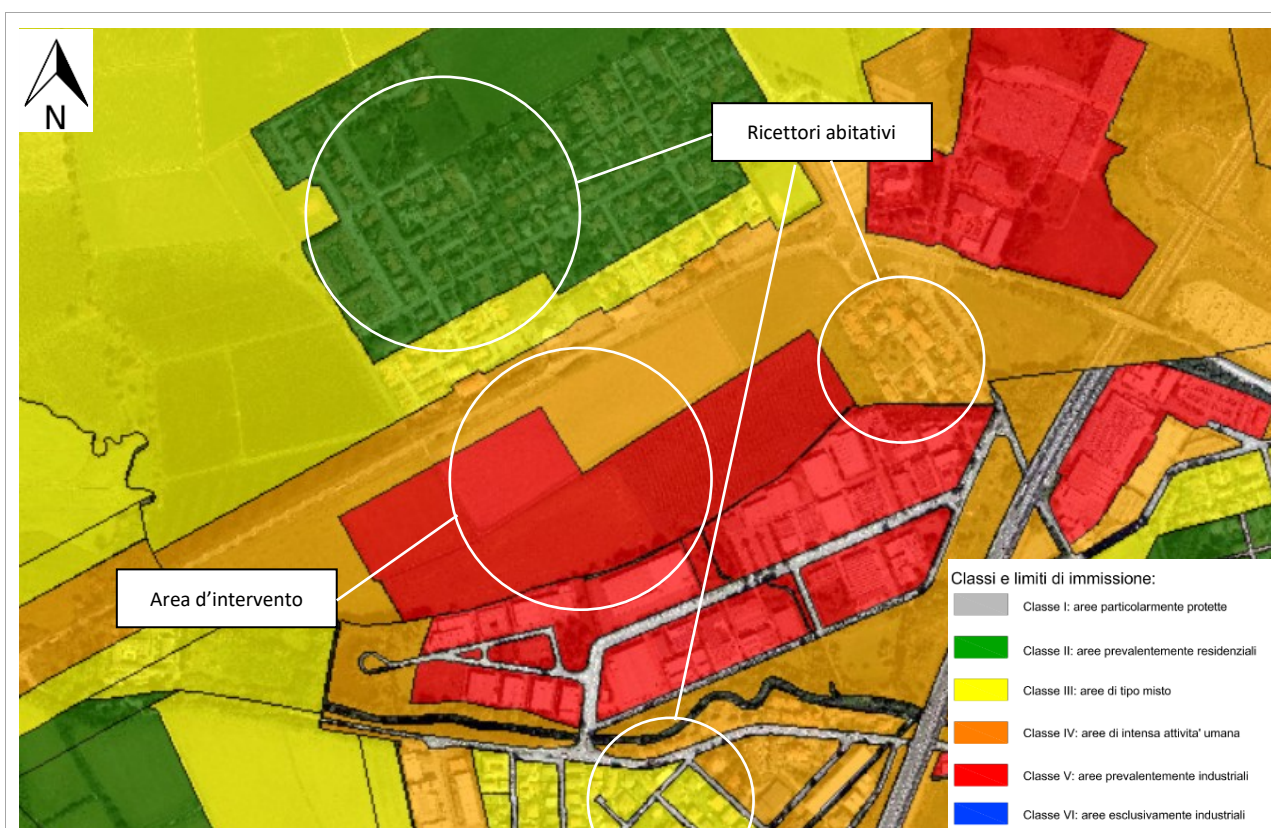 N
Ricettori abitativi
Area d’intervento
Classi e limiti di immissione:
Classe I: aree particolarmente protette
Classe II: aree prevalentemente residenziali
Classe III: aree di tipo misto
Classe IV: aree di intensa attivita' umana
Classe V: aree prevalentemente industriali
Classe VI: aree esclusivamente industriali